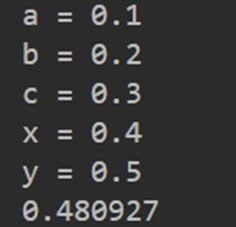 a = 0.1
b = 0.2
c = 0.3
x = 0.4
y = 0.5
0.480927